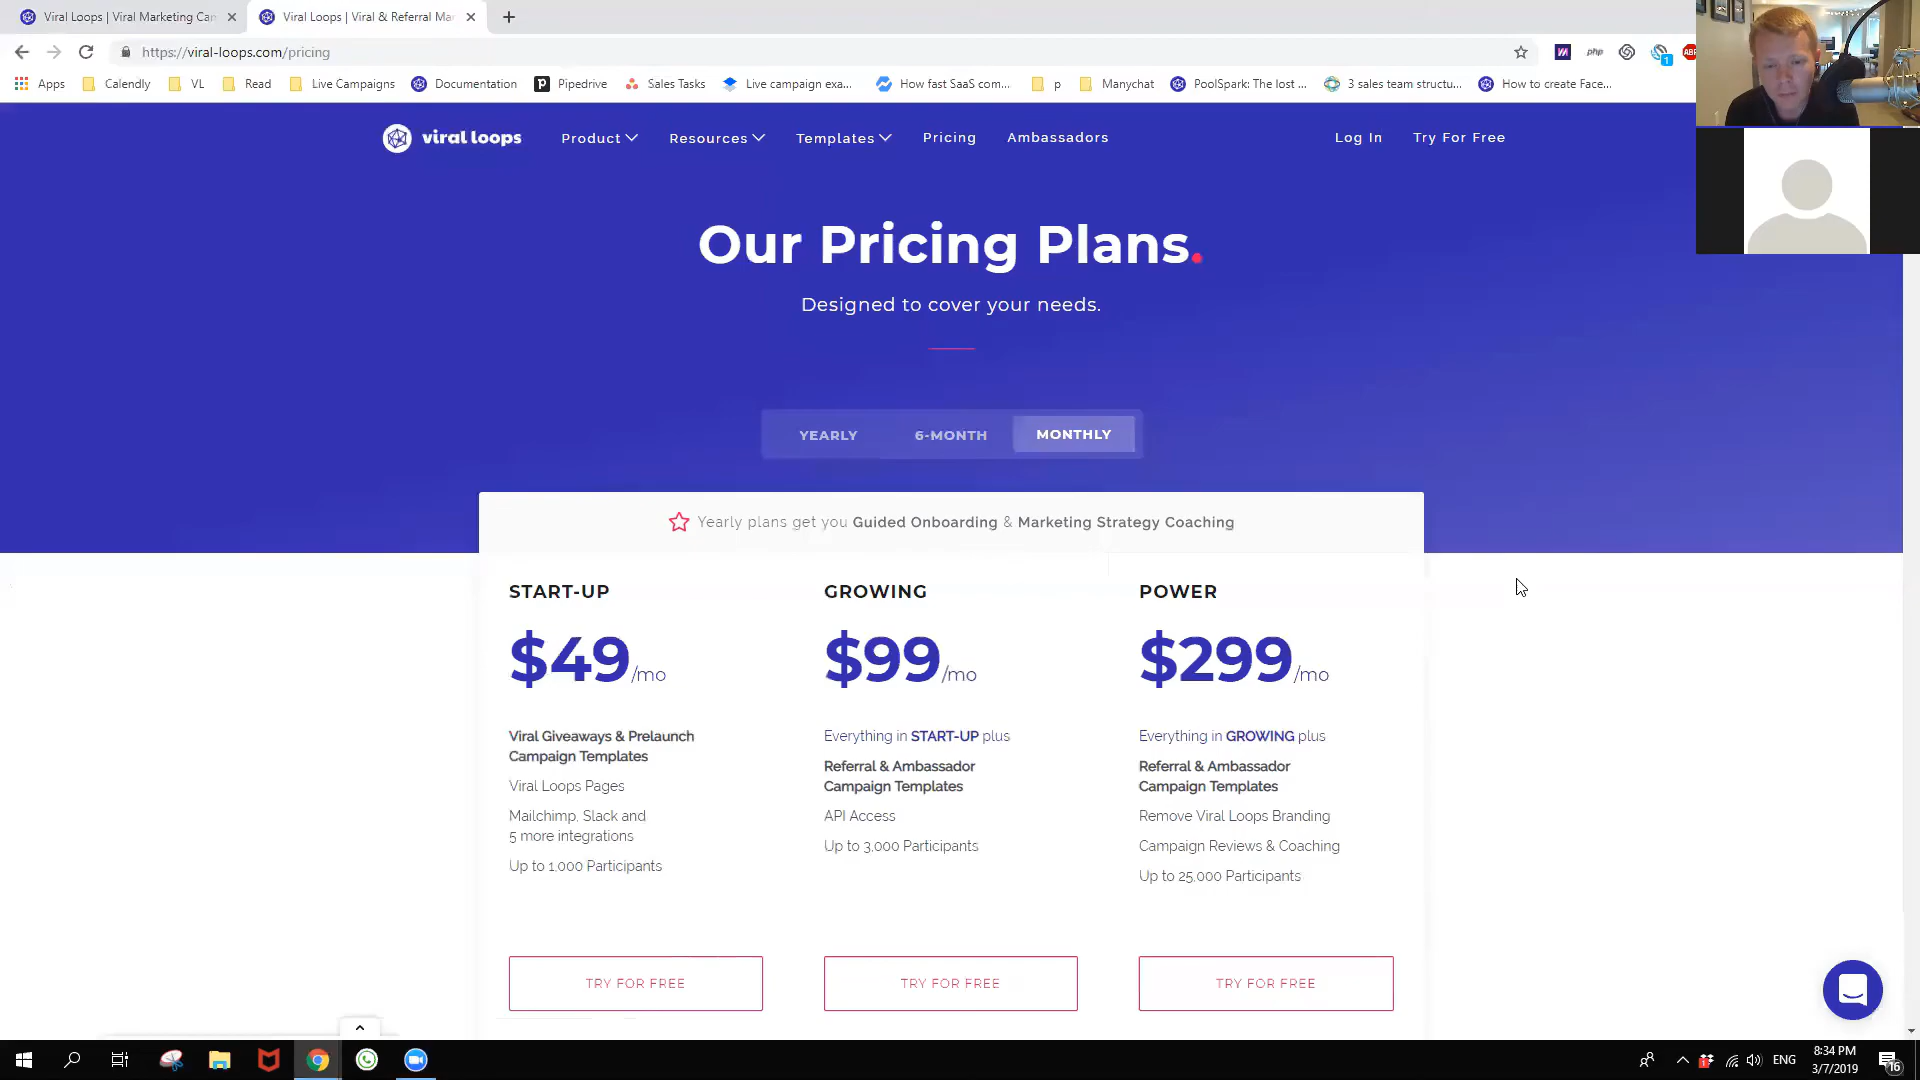 Viral Loops | Viral Marketing Ca
Viral Loops | Viral & Referral Ma
https://viral-loops.com/pricing
php
1
ABP
Apps
Calendly
VL
Read
Live Campaigns
Documentation
Pipedrive
Sales Tasks
Live campaign exa...
How fast SaaS com...
p
Manychat
PoolSpark: The lost ...
3 sales team structu...
How to create Face...
viral loops
Product
Resources
Templates
Pricing
Ambassadors
Log In
Try For Free
Our Pricing Plans.
Designed to cover your needs.
YEARLY
6-MONTH
MONTHLY
Yearly plans get you Guided Onboarding & Marketing Strategy Coaching
START-UP
$49/mo
Viral Giveaways & Prelaunch
Campaign Templates
Viral Loops Pages
Mailchimp, Slack and
5 more integrations
Up to 1,000 Participants
TRY FOR FREE
GROWING
$99/mo
Everything in START-UP plus
Referral & Ambassador
Campaign Templates
API Access
Up to 3,000 Participants
TRY FOR FREE
POWER
$299/mo
Everything in GROWING plus
Referral & Ambassador
Campaign Templates
Remove Viral Loops Branding
Campaign Reviews & Coaching
Up to 25,000 Participants
TRY FOR FREE
ENG
8:34 PM
3/7/2019
16